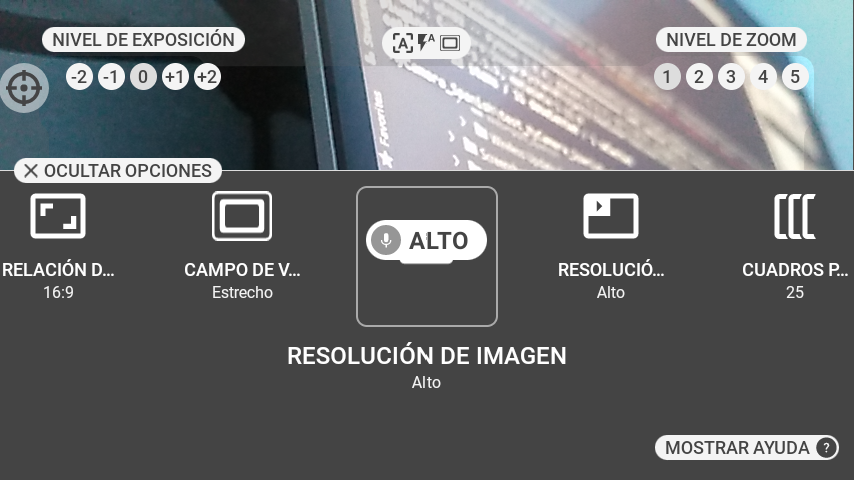 NIVEL DE EXPOSICIÓN
A
A
NIVEL DE ZOOM
-2 -1 0 +1 +2
1 2 3 4 5
Favorites
OCULTAR OPCIONES
ALTO
RELACIÓN D...
CAMPO DE V...
RESOLUCIÓ...
CUADROS P...
16:9
Estrecho
Alto
25
RESOLUCIÓN DE IMAGEN
Alto
MOSTRAR AYUDA ?